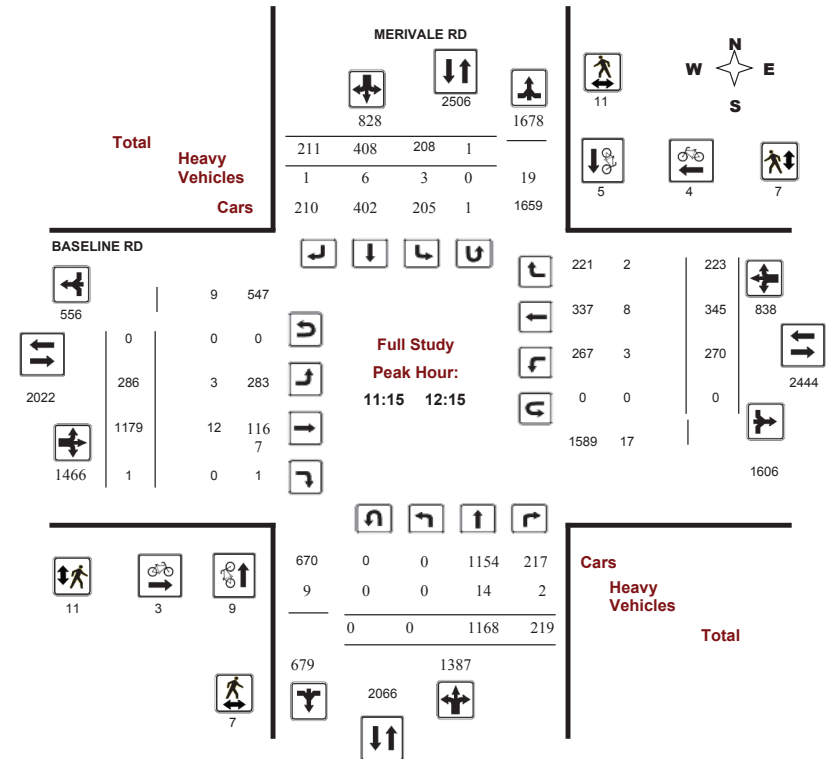 MERIVALE RD
N
W E
S
2506
11
828 1678
Total 211 408 208 1
Heavy
Vehicles 1 6 3 0 19
Cars 210 402 205 1 1659
5 4 7
BASELINE RD
556 9 547
221 2 223
0 0 0
337 8 345 838
Full Study
Peak Hour:
11:15 12:15
2022 286 3 283
267 3 270 2444
1179 12 116
7
0 0 0
1466 1 0 1
1589 17 1606
670 0 0 1154 217 Cars
9 0 0 14 2 Heavy
Vehicles
0 0 1168 219 Total
11 3 9
679 1387
2066
7